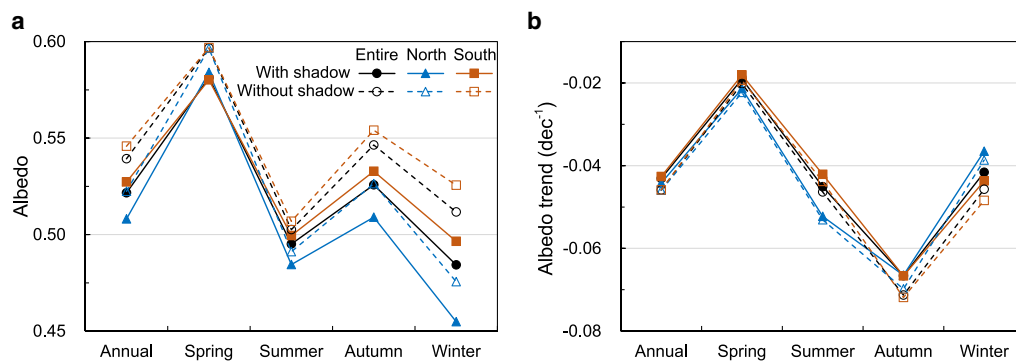 a
b
0.60
0.55
0.50
0.45
Albedo
Entire North South
With shadow
Without shadow
Annual Spring Summer Autumn Winter
-0.02
-0.04
-0.06
-0.08
Albedo trend (dec⁻¹)
Annual Spring Summer Autumn Winter